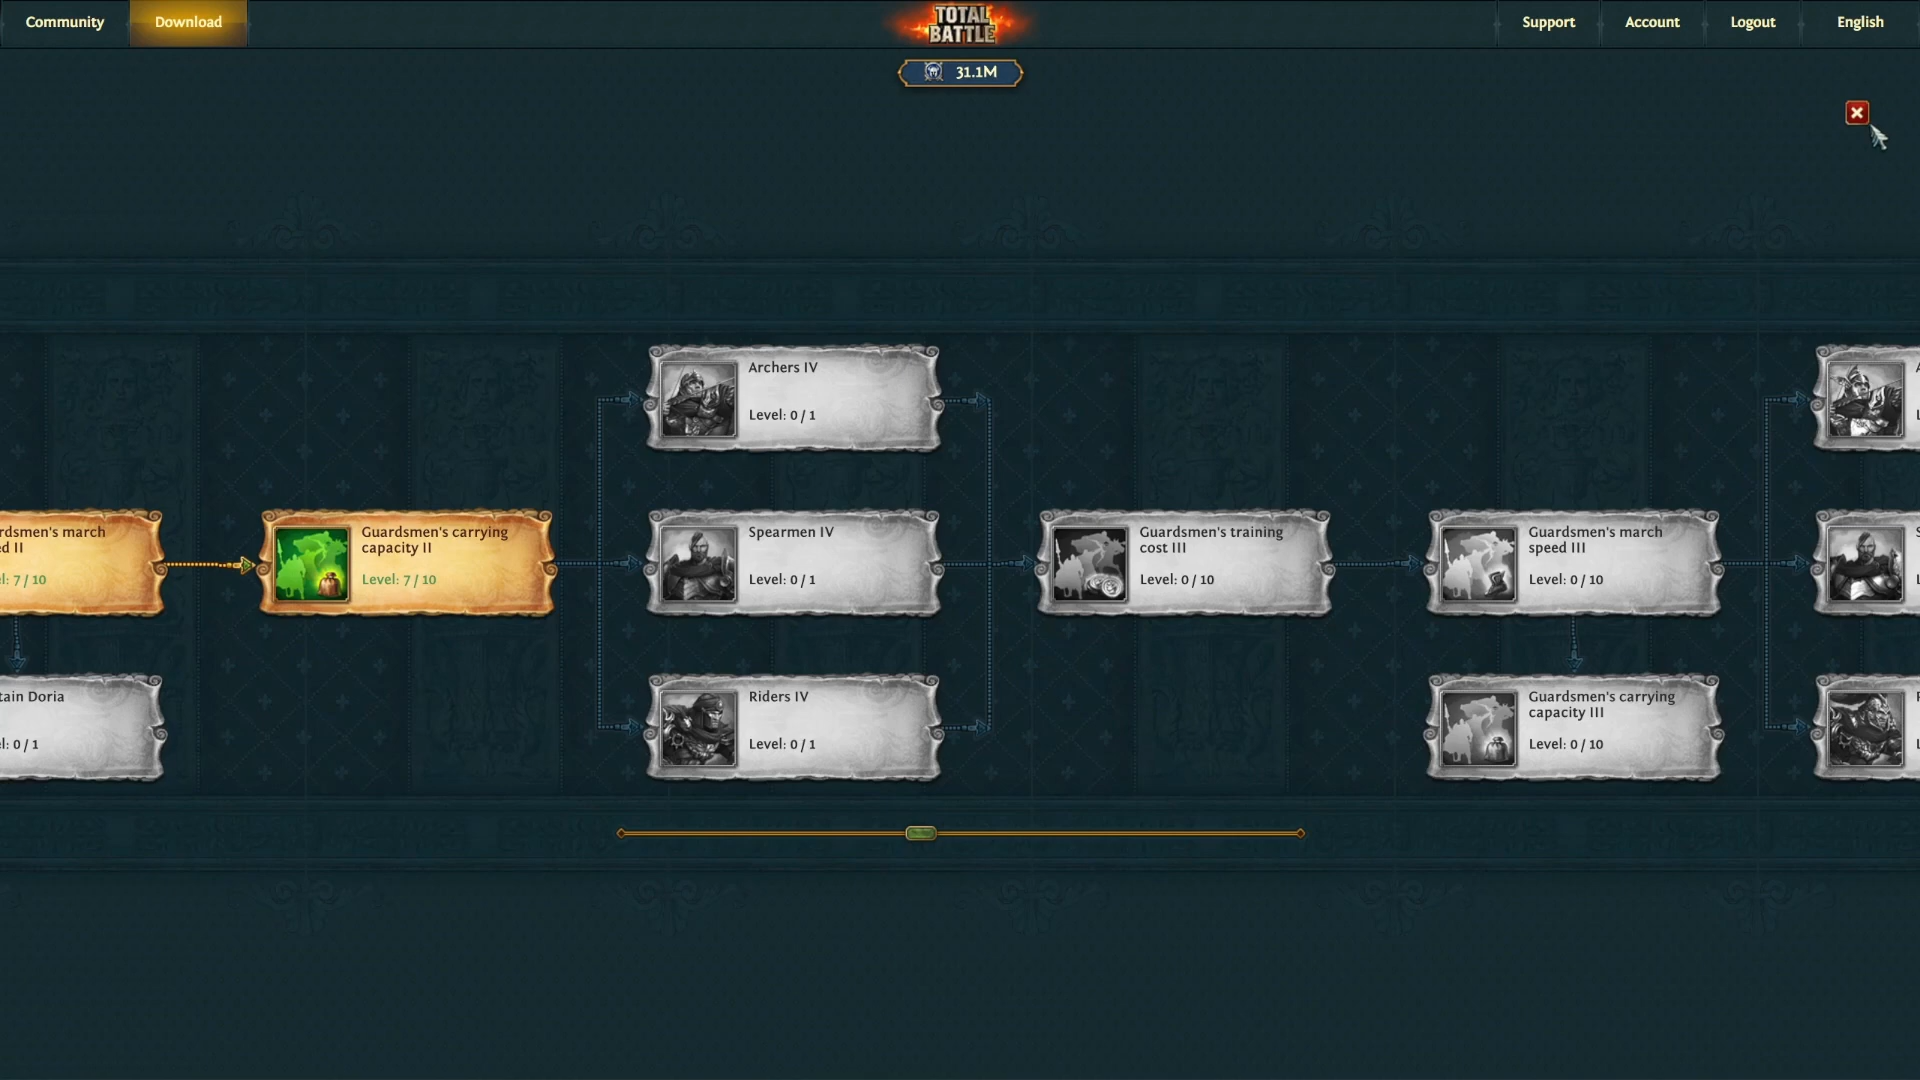 Community
Download
TOTAL
BATTLE
Support
Account
Logout
English
31.1M
Archers IV
Level: 0 / 1
Guardsmen's carrying
capacity II
Level: 7 / 10
7 / 10
Spearmen IV
Level: 0 / 1
Guardsmen's training
cost III
Level: 0 / 10
Guardsmen's march
speed III
Level: 0 / 10
march
II
Doria
0 / 1
Riders IV
Level: 0 / 1
Guardsmen's carrying
capacity III
Level: 0 / 10